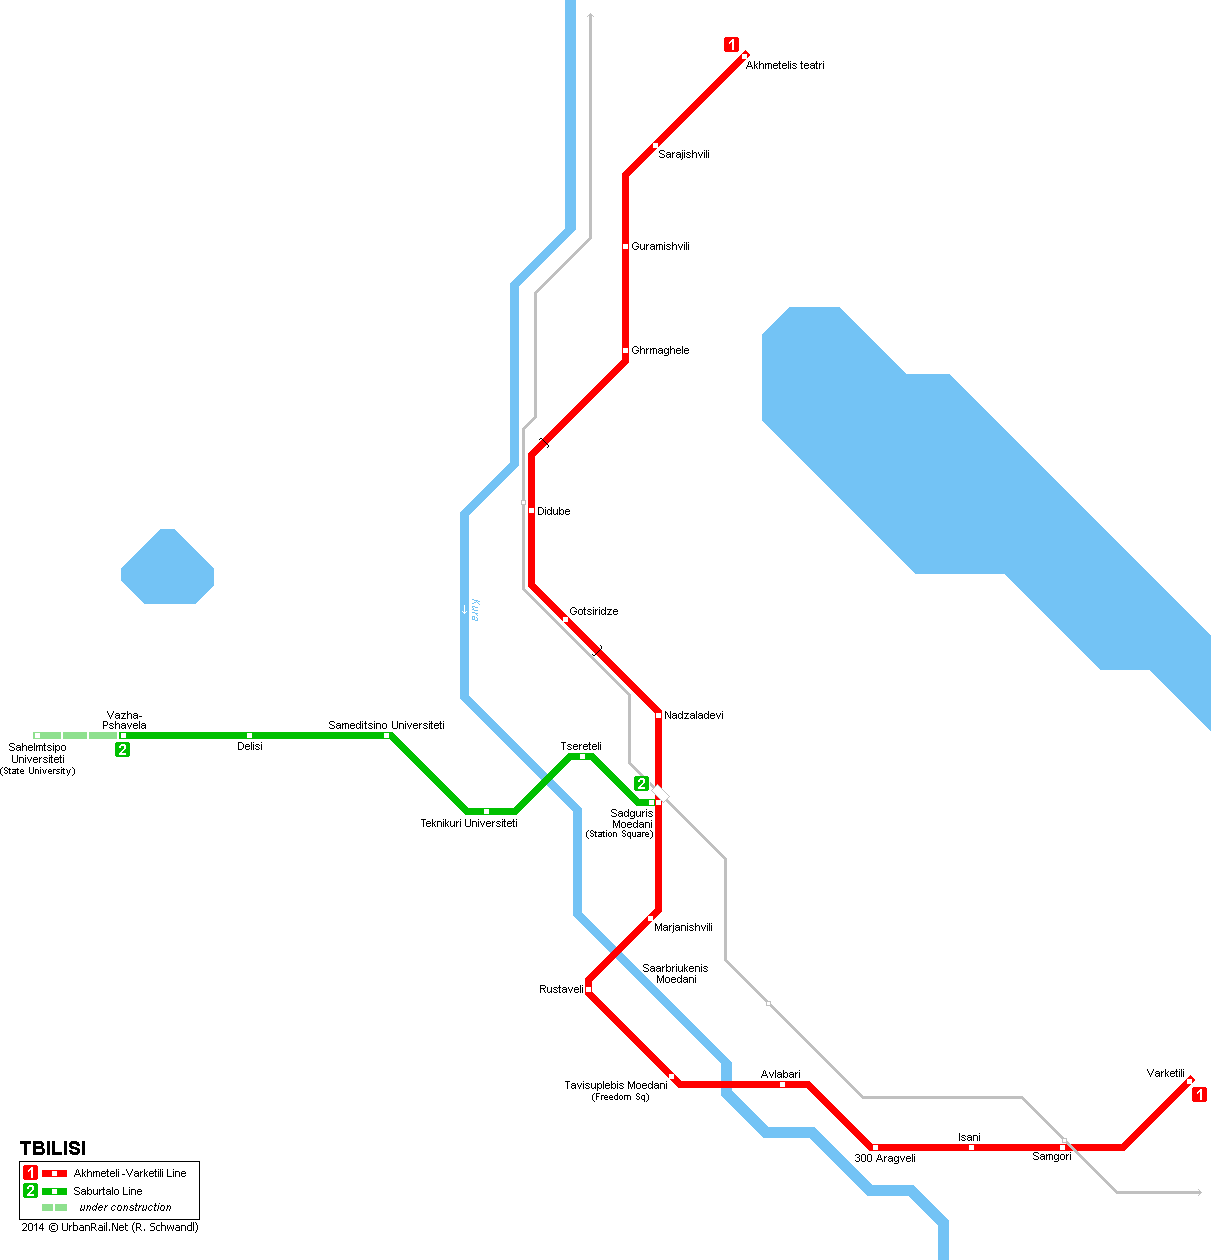 1
Akhmetelis teatri
Sarajishvili
Guramishvili
Ghrmaghele
Didube
Kura
Gotsiridze
Nadzaladevi
Vazha-
Pshavela
2
Sahelmtsipo
Universiteti
(State University)
Delisi
Sameditsino Universiteti
Teknikuri Universiteti
Tsereteli
2
Sadguris
Moedani
(Station Square)
Marjanishvili
Saarbriukenis
Moedani
Rustaveli
Tavisuplebis Moedani
(Freedom Sq)
Avlabari
300 Aragveli
Isani
Samgori
Varketili
1
TBILISI
1 Akhmeteli -Varketili Line
2 Saburtalo Line
under construction
2014 © UrbanRail.Net (R. Schwandl)